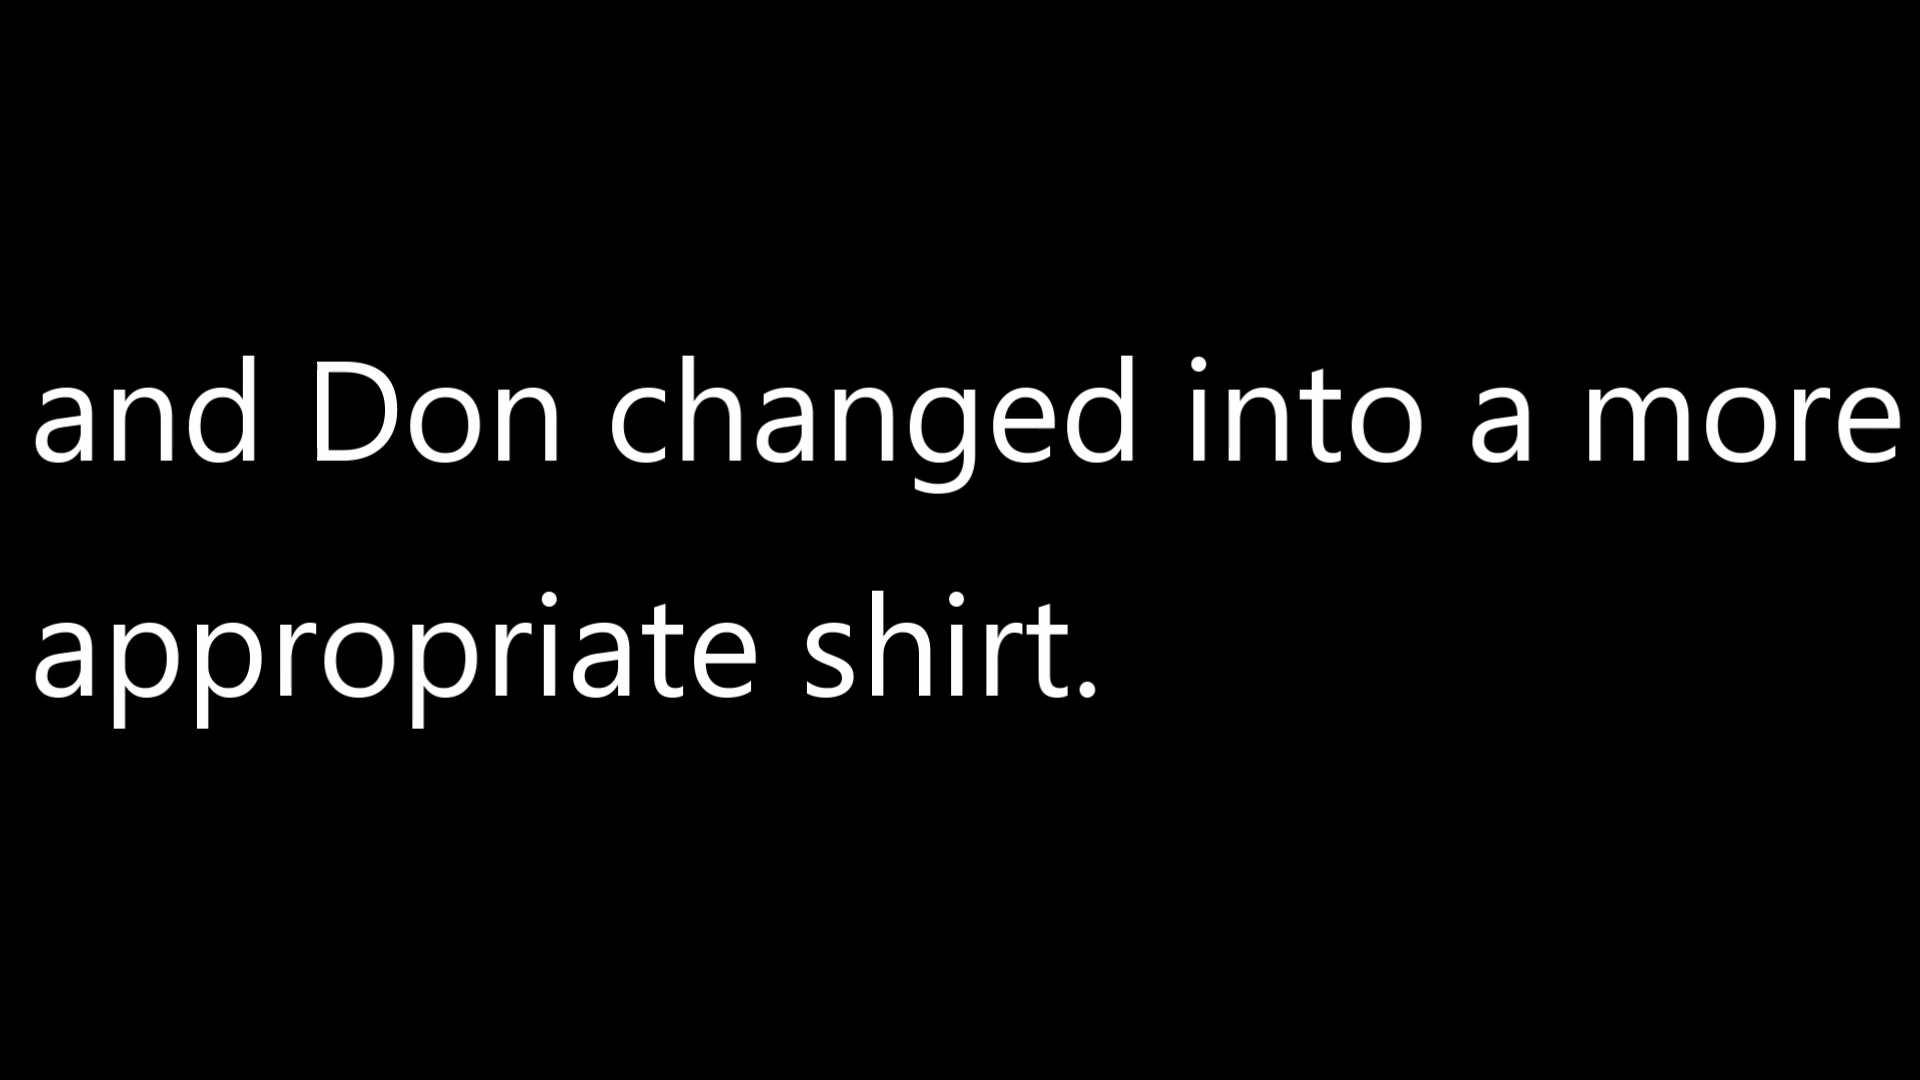 and Don changed into a more
appropriate shirt.